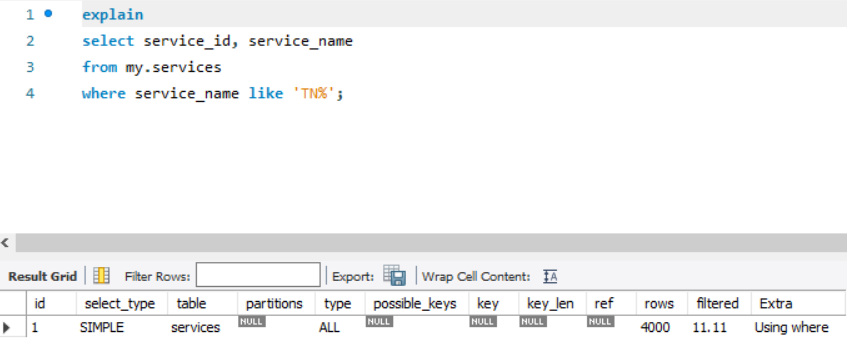 1 explain
2 select service_id, service_name
3 from my.services
4 where service_name like 'TN%';
Result Grid Filter Rows: Export: Wrap Cell Content: IA
id select_type table partitions type possible_keys key key_len ref rows filtered Extra
1 SIMPLE services NULL ALL NULL NULL NULL NULL 4000 11.11 Using where